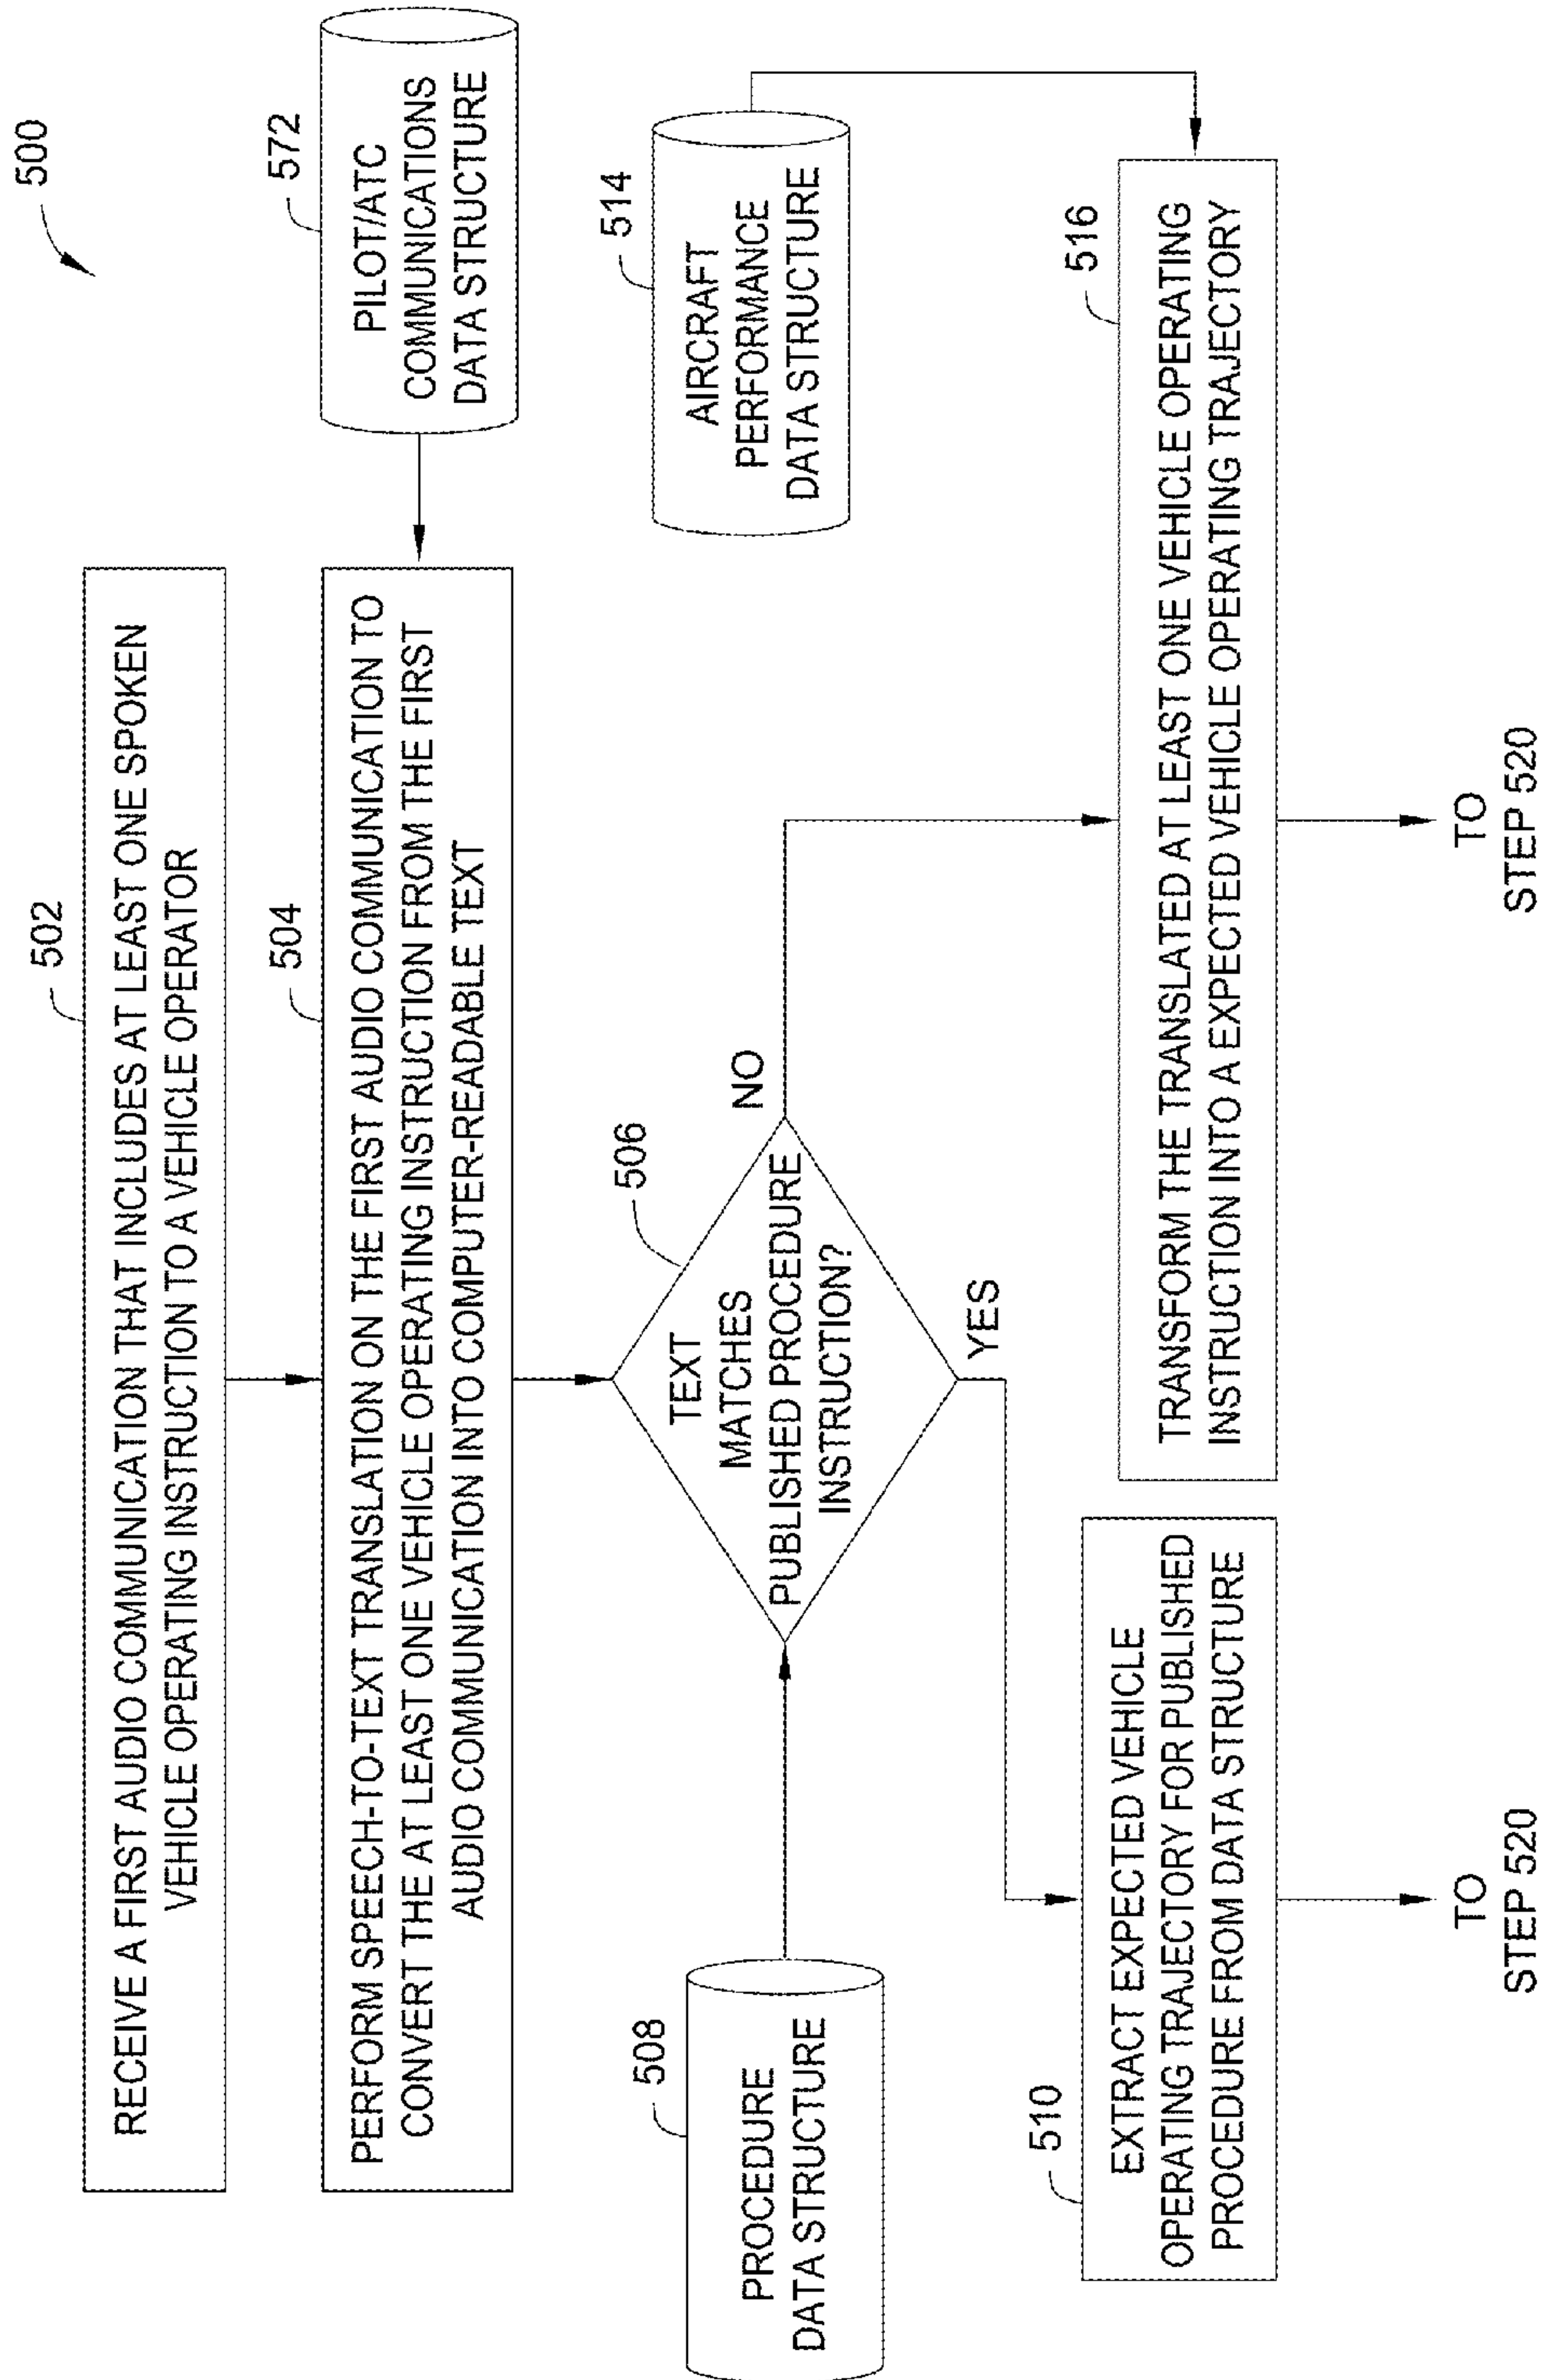 500
502
RECEIVE A FIRST AUDIO COMMUNICATION THAT INCLUDES AT LEAST ONE SPOKEN
VEHICLE OPERATING INSTRUCTION TO A VEHICLE OPERATOR
504
PERFORM SPEECH-TO-TEXT TRANSLATION ON THE FIRST AUDIO COMMUNICATION TO
CONVERT THE AT LEAST ONE VEHICLE OPERATING INSTRUCTION FROM THE FIRST
AUDIO COMMUNICATION INTO COMPUTER-READABLE TEXT
572
PILOT/ATC
COMMUNICATIONS
DATA STRUCTURE
506
TEXT
MATCHES
PUBLISHED PROCEDURE
INSTRUCTION?
NO
YES
508
PROCEDURE
DATA STRUCTURE
514
AIRCRAFT
PERFORMANCE
DATA STRUCTURE
510
EXTRACT EXPECTED VEHICLE
OPERATING TRAJECTORY FOR PUBLISHED
PROCEDURE FROM DATA STRUCTURE
516
TRANSFORM THE TRANSLATED AT LEAST ONE VEHICLE OPERATING
INSTRUCTION INTO A EXPECTED VEHICLE OPERATING TRAJECTORY
TO
STEP 520
TO
STEP 520